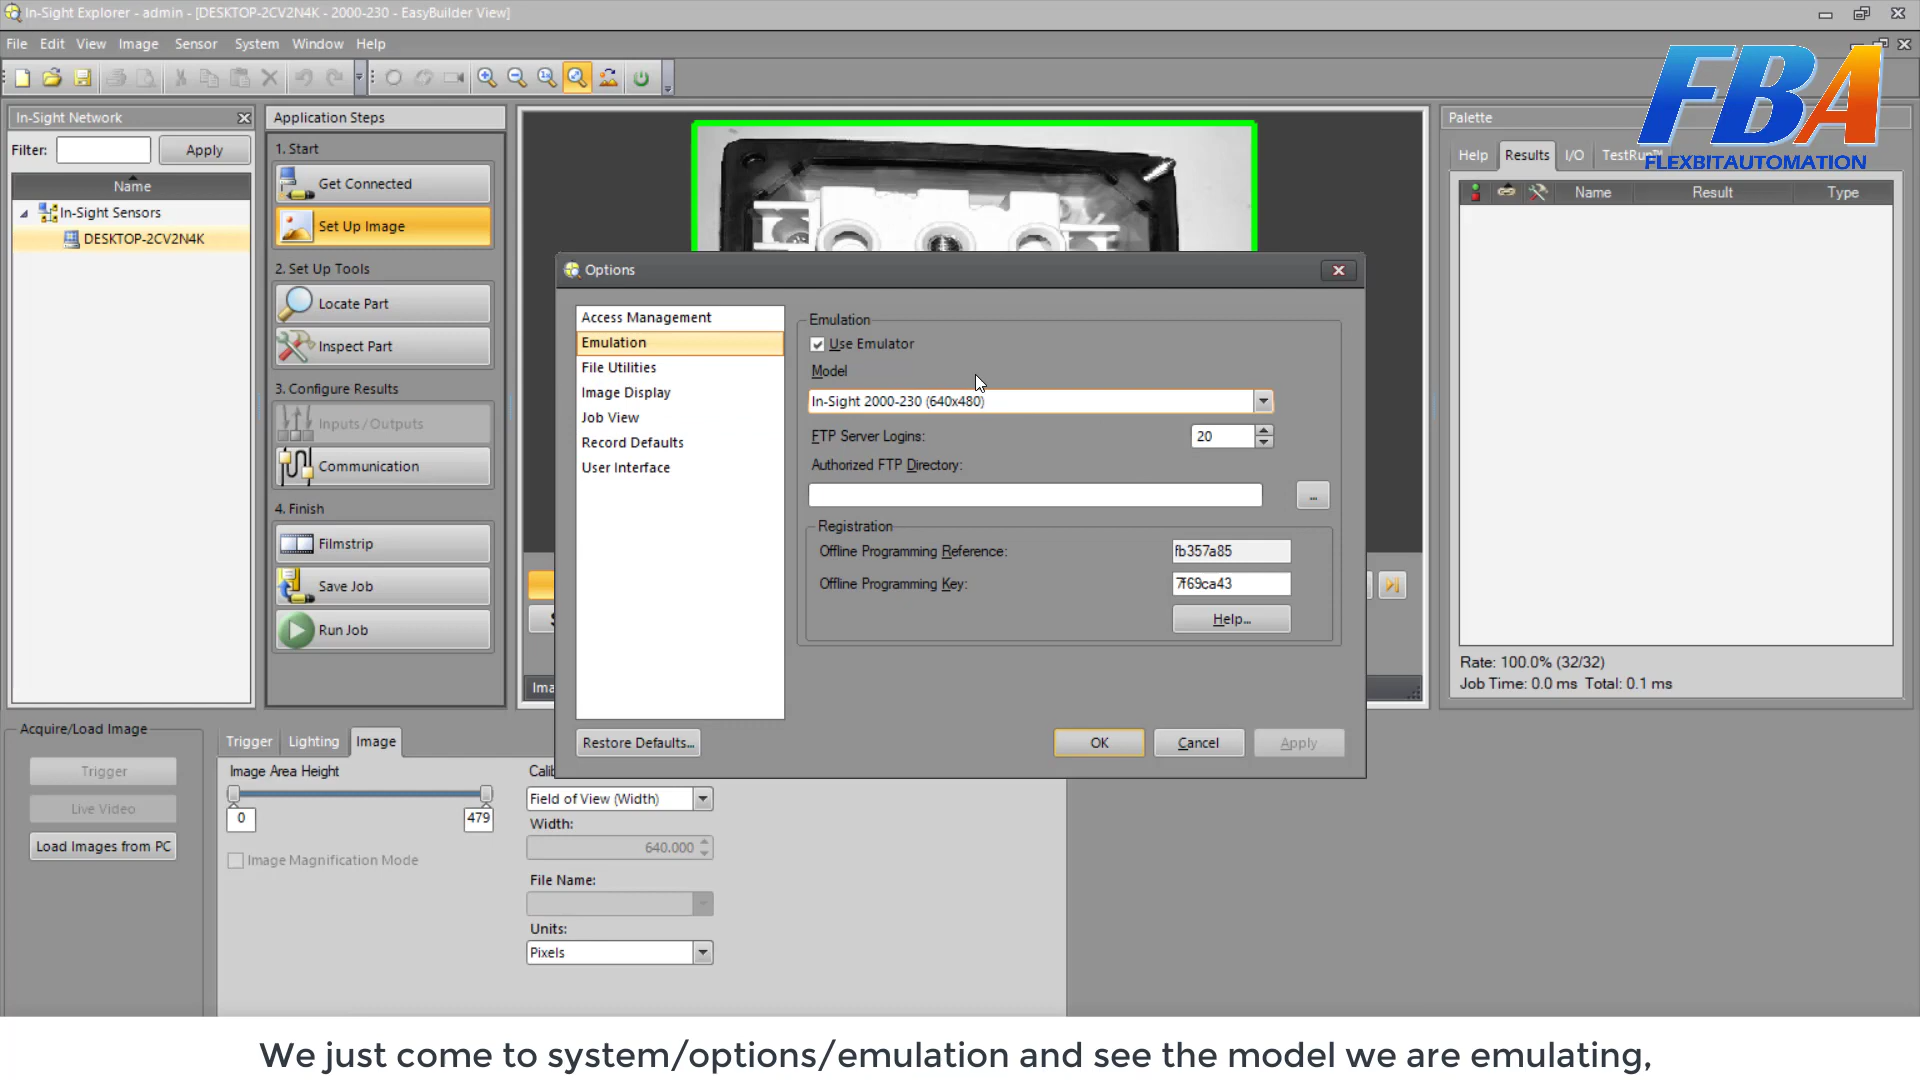 In-Sight Explorer - admin - [DESKTOP-2CV2N4K - 2000-230 - EasyBuilder View]
File Edit View Image Sensor System Window Help
FBA
FLEXBITAUTOMATION
In-Sight Network
Filter: Apply
Name
In-Sight Sensors
DESKTOP-2CV2N4K
Application Steps
1. Start
Get Connected
Set Up Image
2. Set Up Tools
Locate Part
Inspect Part
3. Configure Results
Inputs / Outputs
Communication
4. Finish
Filmstrip
Save Job
Run Job
Options
Access Management
Emulation
File Utilities
Image Display
Job View
Record Defaults
User Interface
Emulation
Use Emulator
Model
In-Sight 2000-230 (640x480)
FTP Server Logins: 20
Authorized FTP Directory:
...
Registration
Offline Programming Reference: fb357a85
Offline Programming Key: 7f69ca43
Help...
Restore Defaults... OK Cancel Apply
Palette
Help Results I/O TestRun™
Name Result Type
Rate: 100.0% (32/32)
Job Time: 0.0 ms Total: 0.1 ms
Acquire/Load Image
Trigger
Live Video
Load Images from PC
Trigger Lighting Image
Image Area Height
0 479
Image Magnification Mode
Field of View (Width)
Width:
640.000
File Name:
Units:
Pixels
We just come to system/options/emulation and see the model we are emulating,